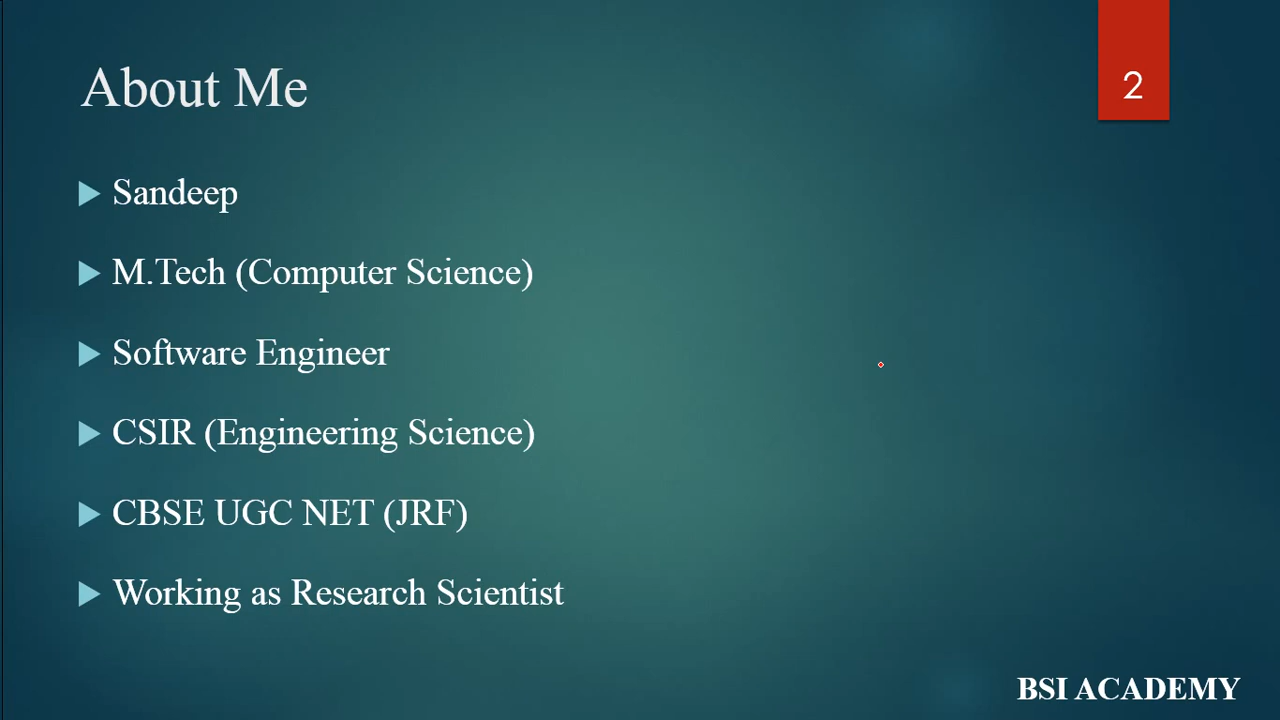 About Me
2
Sandeep
M.Tech (Computer Science)
Software Engineer
CSIR (Engineering Science)
CBSE UGC NET (JRF)
Working as Research Scientist
BSI ACADEMY